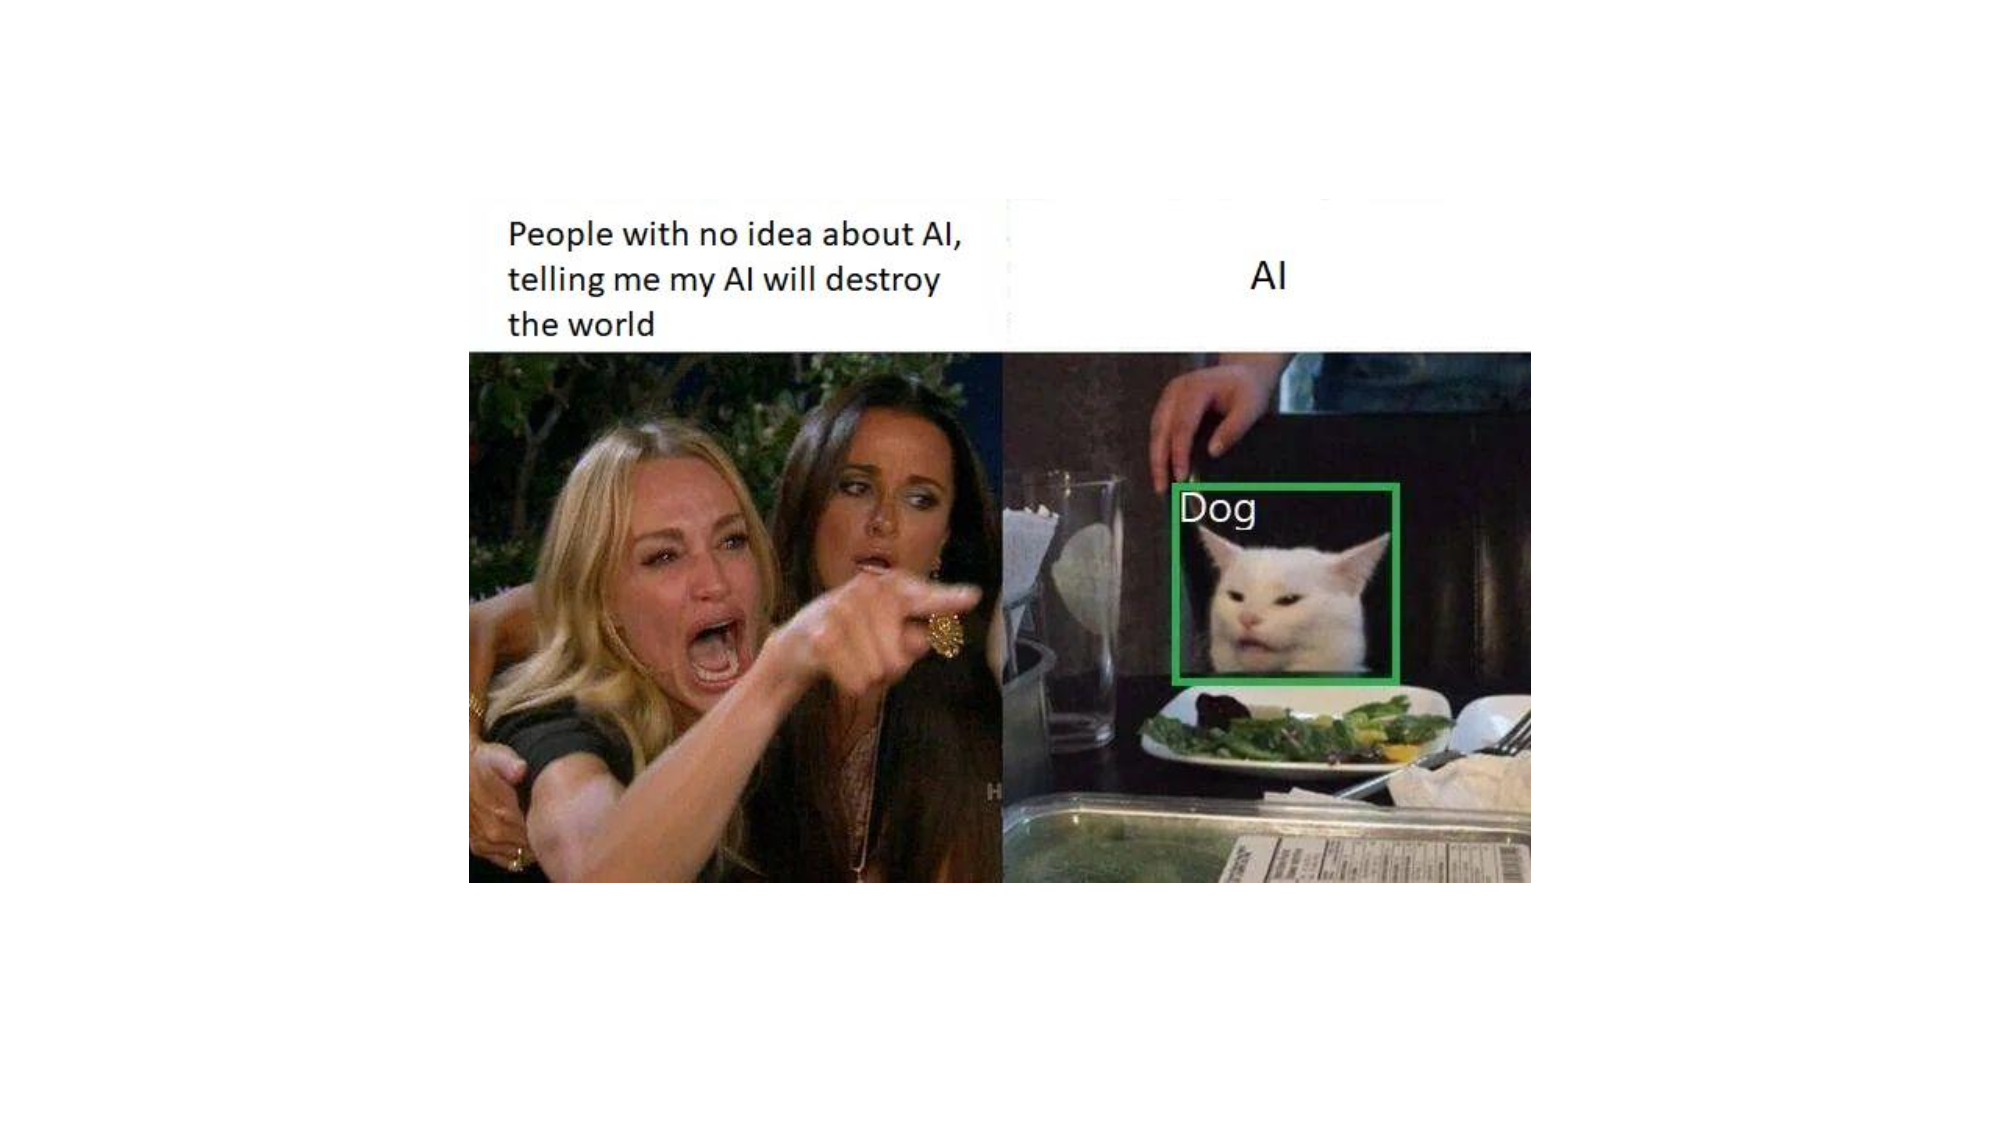 People with no idea about AI,
telling me my AI will destroy
the world
AI
Dog
H